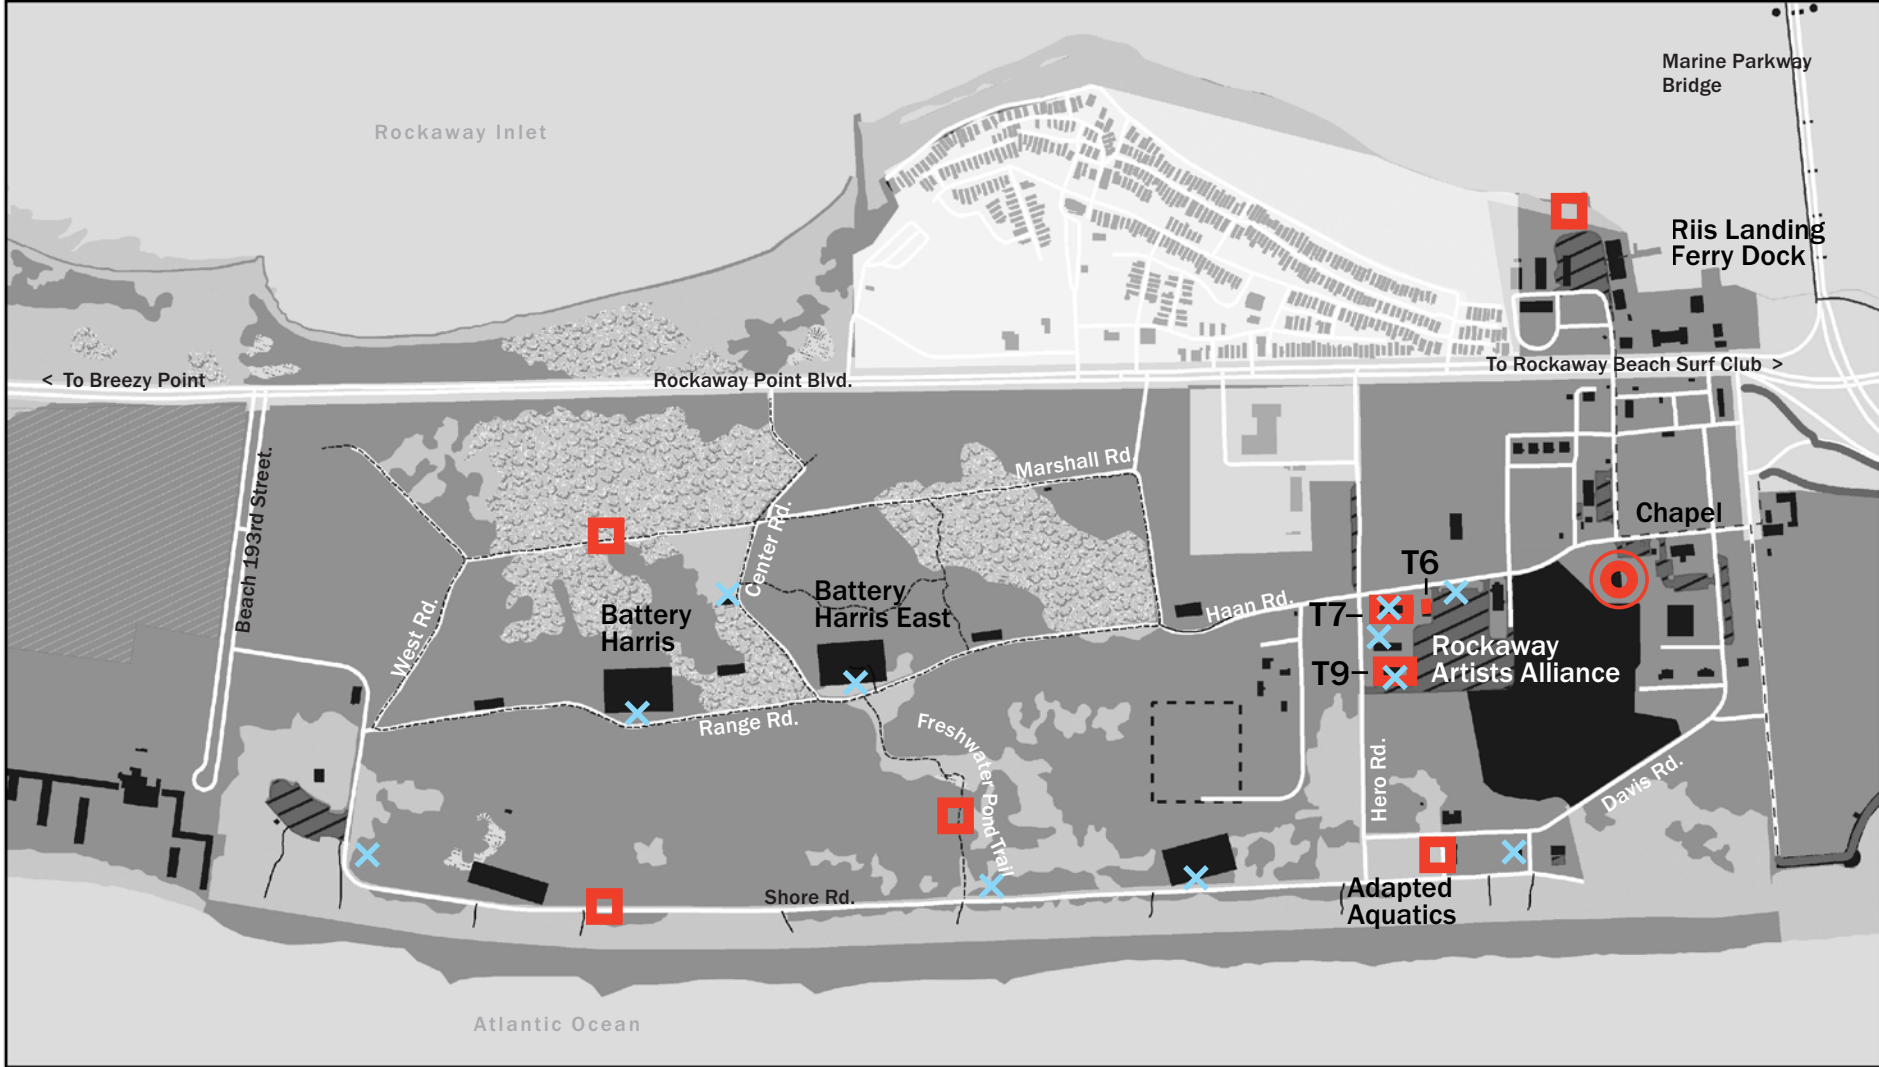 Marine Parkway
Bridge
Rockaway Inlet
Riis Landing
Ferry Dock
< To Breezy Point
Rockaway Point Blvd.
To Rockaway Beach Surf Club >
Marshall Rd.
Beach 193rd Street.
Center Rd.
Chapel
T6
Battery
Harris East
Battery
Harris
West Rd.
Haan Rd.
T7
Rockaway
Artists Alliance
T9
Range Rd.
Freshwater Pond Trail
Hero Rd.
Davis Rd.
Shore Rd.
Adapted
Aquatics
Atlantic Ocean